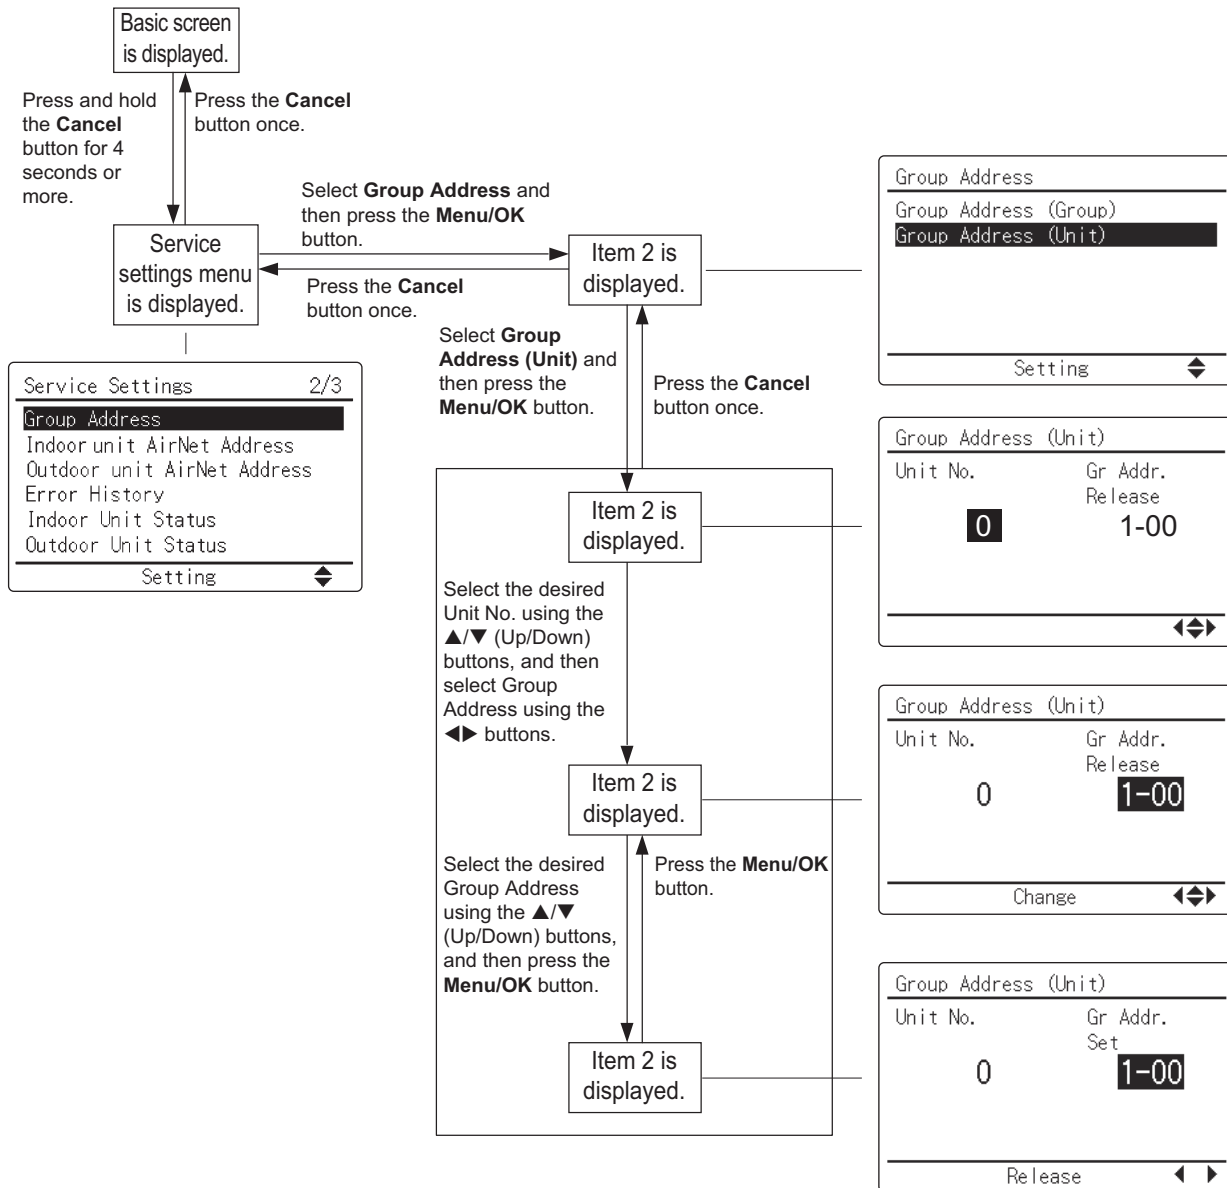 Basic screen
is displayed.
Press and hold
the Cancel
button for 4
seconds or
more.
Press the Cancel
button once.
Select Group Address and
then press the Menu/OK
button.
Service
settings menu
is displayed.
Press the Cancel
button once.
Item 2 is
displayed.
Group Address
Group Address (Group)
Group Address (Unit)
Setting
Service Settings 2/3
Group Address
Indoor unit AirNet Address
Outdoor unit AirNet Address
Error History
Indoor Unit Status
Outdoor Unit Status
Setting
Select Group
Address (Unit) and
then press the
Menu/OK button.
Press the Cancel
button once.
Item 2 is
displayed.
Group Address (Unit)
Unit No. Gr Addr.
Release
0 1-00
Select the desired
Unit No. using the
▲/▼ (Up/Down)
buttons, and then
select Group
Address using the
◀▶ buttons.
Item 2 is
displayed.
Group Address (Unit)
Unit No. Gr Addr.
Release
0 1-00
Change
Select the desired
Group Address
using the ▲/▼
(Up/Down) buttons,
and then press the
Menu/OK button.
Press the Menu/OK
button.
Item 2 is
displayed.
Group Address (Unit)
Unit No. Gr Addr.
Set
0 1-00
Release